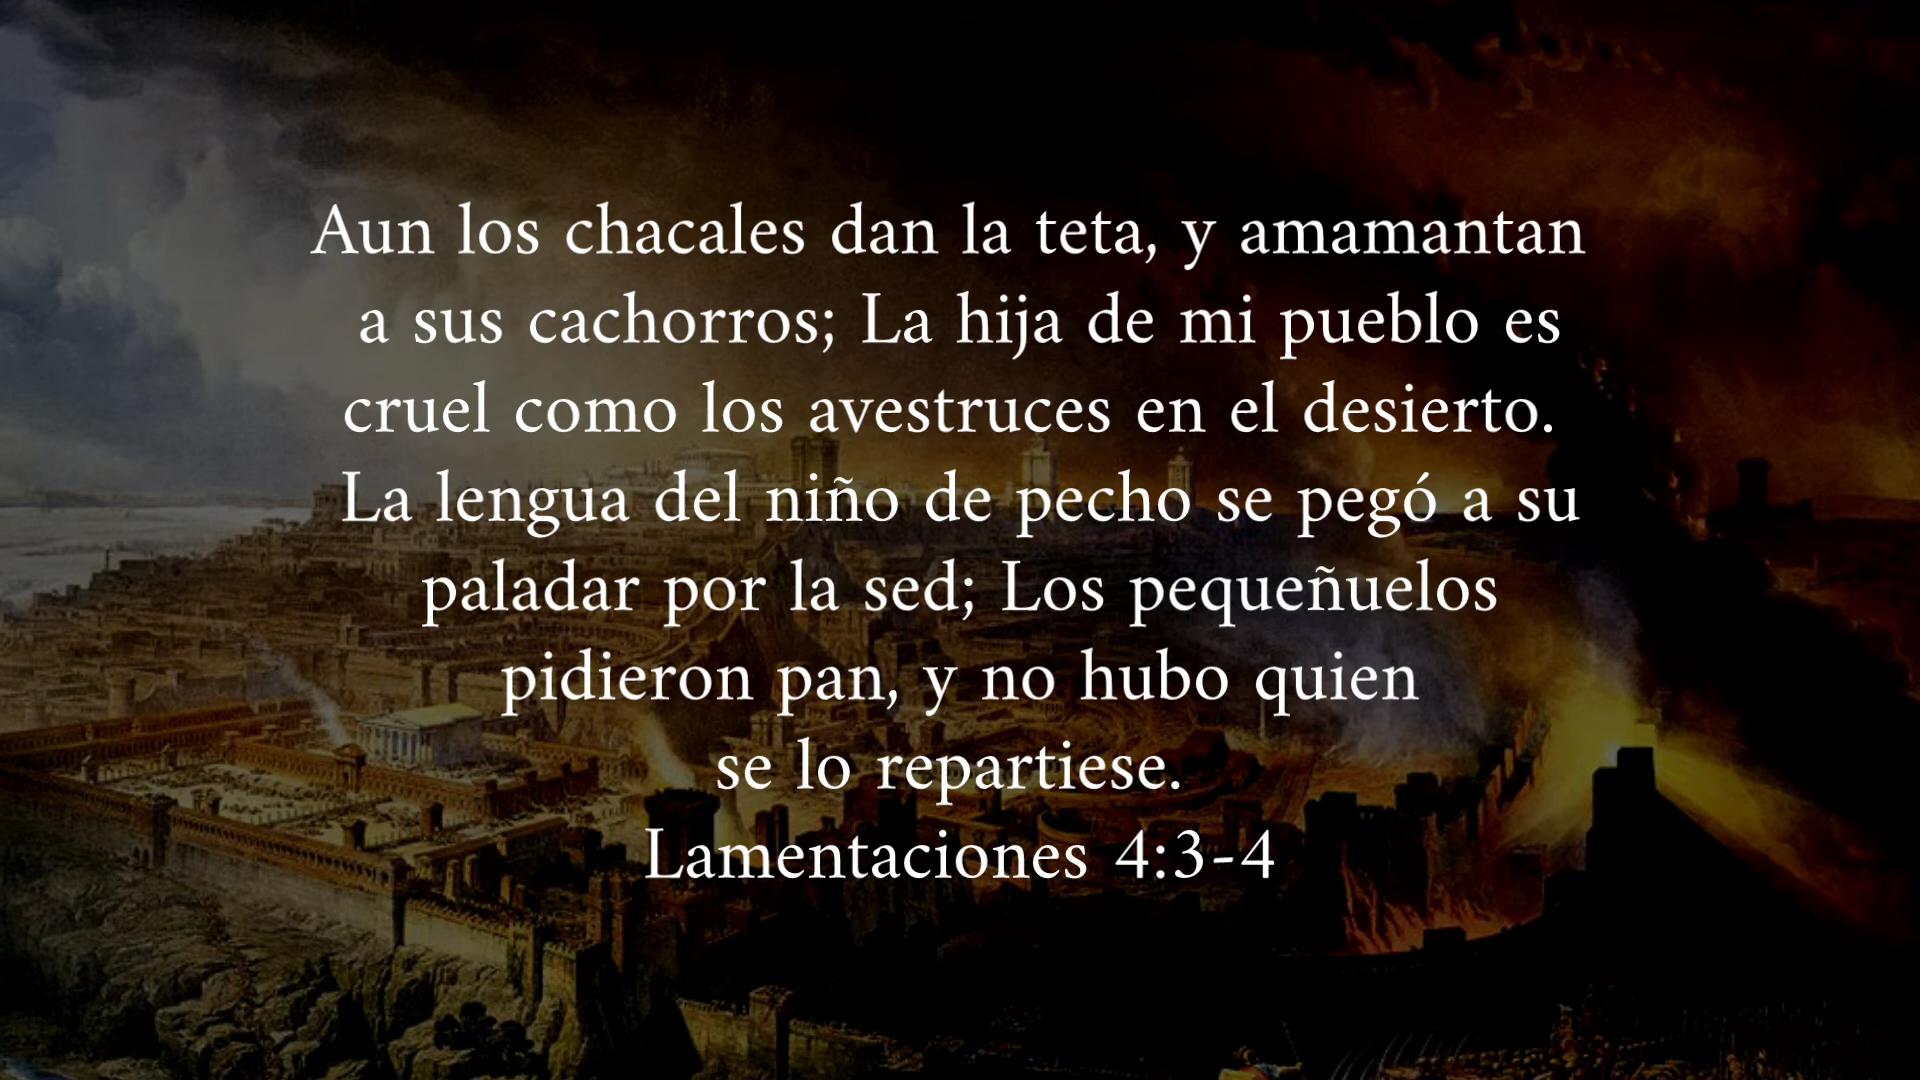 Aun los chacales dan la teta, y amamantan
a sus cachorros; La hija de mi pueblo es
cruel como los avestruces en el desierto.
La lengua del niño de pecho se pegó a su
paladar por la sed; Los pequeñuelos
pidieron pan, y no hubo quien
se lo repartiese.
Lamentaciones 4:3-4